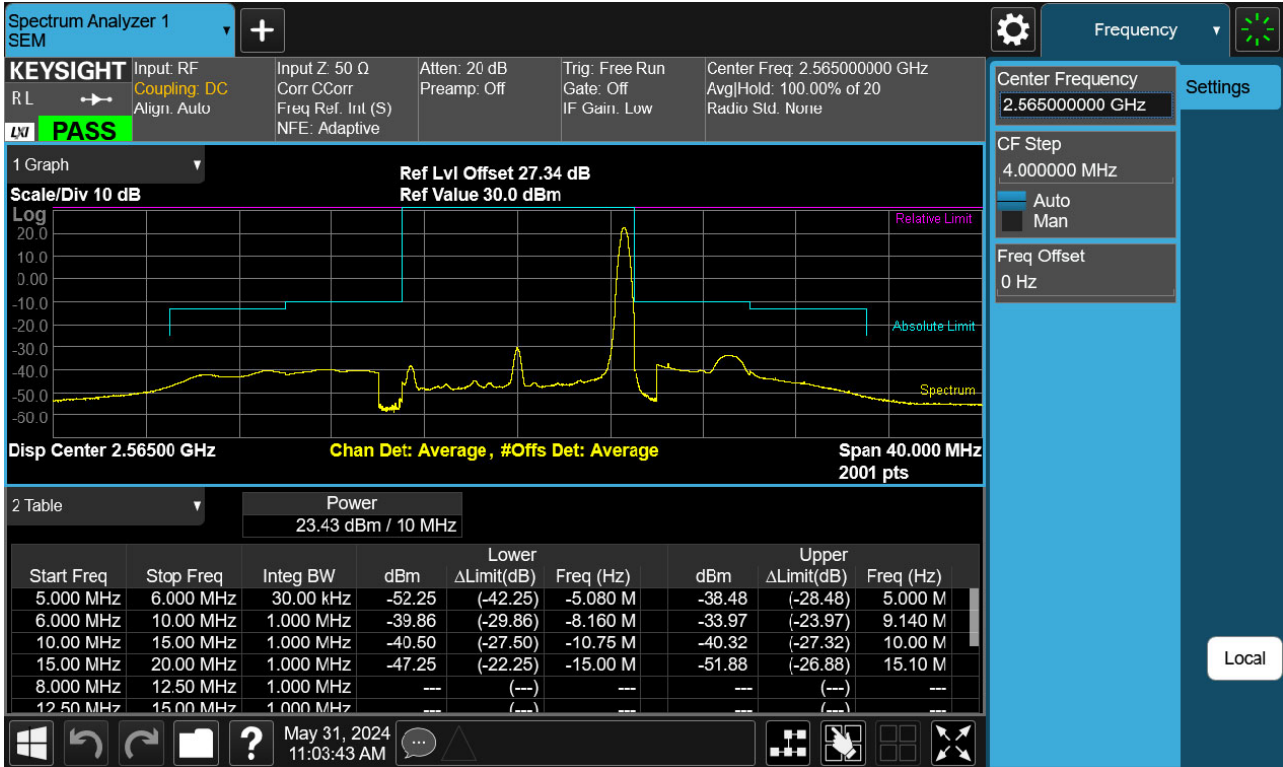 Spectrum Analyzer 1
SEM
+
Frequency
KEYSIGHT
RL
LXI
PASS
Input: RF
Coupling: DC
Align: Auto
Input Z: 50 Ω
Corr CCorr
Freq Ref: Int (S)
NFE: Adaptive
Atten: 20 dB
Preamp: Off
Trig: Free Run
Gate: Off
IF Gain: Low
Center Freq: 2.565000000 GHz
Avg|Hold: 100.00% of 20
Radio Std: None
Center Frequency
2.565000000 GHz
CF Step
4.000000 MHz
Auto
Man
Freq Offset
0 Hz
Settings
Local
1 Graph
Scale/Div 10 dB
Log
Ref Lvl Offset 27.34 dB
Ref Value 30.0 dBm
20.0
10.0
0.00
-10.0
-20.0
-30.0
-40.0
-50.0
-60.0
Relative Limit
Absolute Limit
Spectrum
Disp Center 2.56500 GHz
Chan Det: Average , #Offs Det: Average
Span 40.000 MHz
2001 pts
2 Table
Power
23.43 dBm / 10 MHz
Lower Upper
Start Freq Stop Freq Integ BW dBm ΔLimit(dB) Freq (Hz) dBm ΔLimit(dB) Freq (Hz)
5.000 MHz 6.000 MHz 30.00 kHz -52.25 (-42.25) -5.080 M -38.48 (-28.48) 5.000 M
6.000 MHz 10.00 MHz 1.000 MHz -39.86 (-29.86) -8.160 M -33.97 (-23.97) 9.140 M
10.00 MHz 15.00 MHz 1.000 MHz -40.50 (-27.50) -10.75 M -40.32 (-27.32) 10.00 M
15.00 MHz 20.00 MHz 1.000 MHz -47.25 (-22.25) -15.00 M -51.88 (-26.88) 15.10 M
8.000 MHz 12.50 MHz 1.000 MHz --- (---) --- --- (---) ---
12.50 MHz 15.00 MHz 1.000 MHz --- (---) --- --- (---) ---
?
May 31, 2024
11:03:43 AM